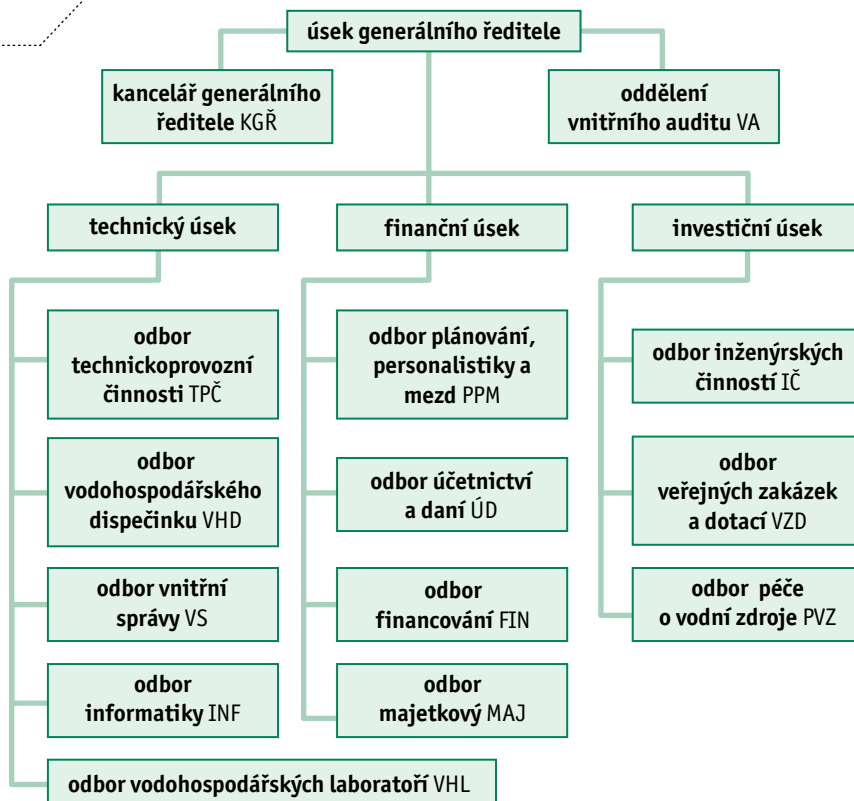 úsek generálního ředitele
kancelář generálního
ředitele KGŘ
oddělení
vnitřního auditu VA
technický úsek
finanční úsek
investiční úsek
odbor
technickoprovozní
činnosti TPČ
odbor
vodohospodářského
dispečinku VHD
odbor vnitřní
správy VS
odbor
informatiky INF
odbor vodohospodářských laboratoří VHL
odbor plánování,
personalistiky a
mezd PPM
odbor účetnictví
a daní ÚD
odbor
financování FIN
odbor
majetkový MAJ
odbor inženýrských
činností IČ
odbor
veřejných zakázek
a dotací VZD
odbor péče
o vodní zdroje PVZ